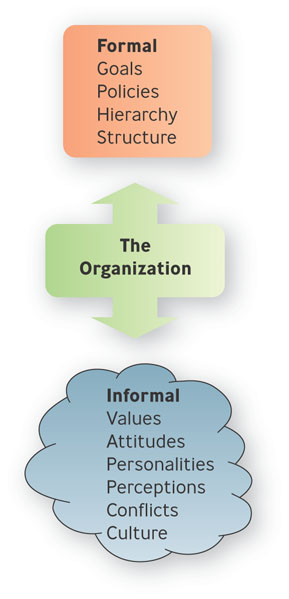 Formal
Goals
Policies
Hierarchy
Structure
The
Organization
Informal
Values
Attitudes
Personalities
Perceptions
Conflicts
Culture